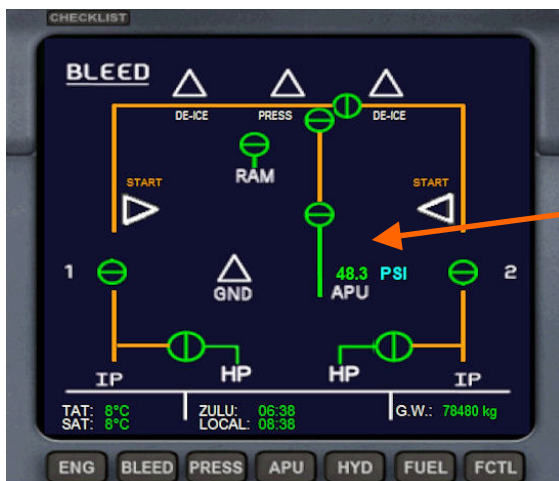 CHECKLIST
BLEED
DE-ICE PRESS DE-ICE
RAM
START START
48.3 PSI
1 2
GND APU
HP HP
IP IP
TAT: 8°C ZULU: 06:38 G.W.: 78480 kg
SAT: 8°C LOCAL: 08:38
ENG BLEED PRESS APU HYD FUEL FCTL